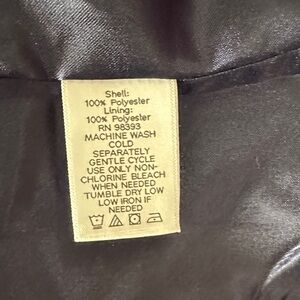 Shell:
100% Polyester
Lining:
100% Polyester
RN 98393
MACHINE WASH
COLD
SEPARATELY
GENTLE CYCLE
USE ONLY NON-
CHLORINE BLEACH
WHEN NEEDED
TUMBLE DRY LOW
LOW IRON IF
NEEDED